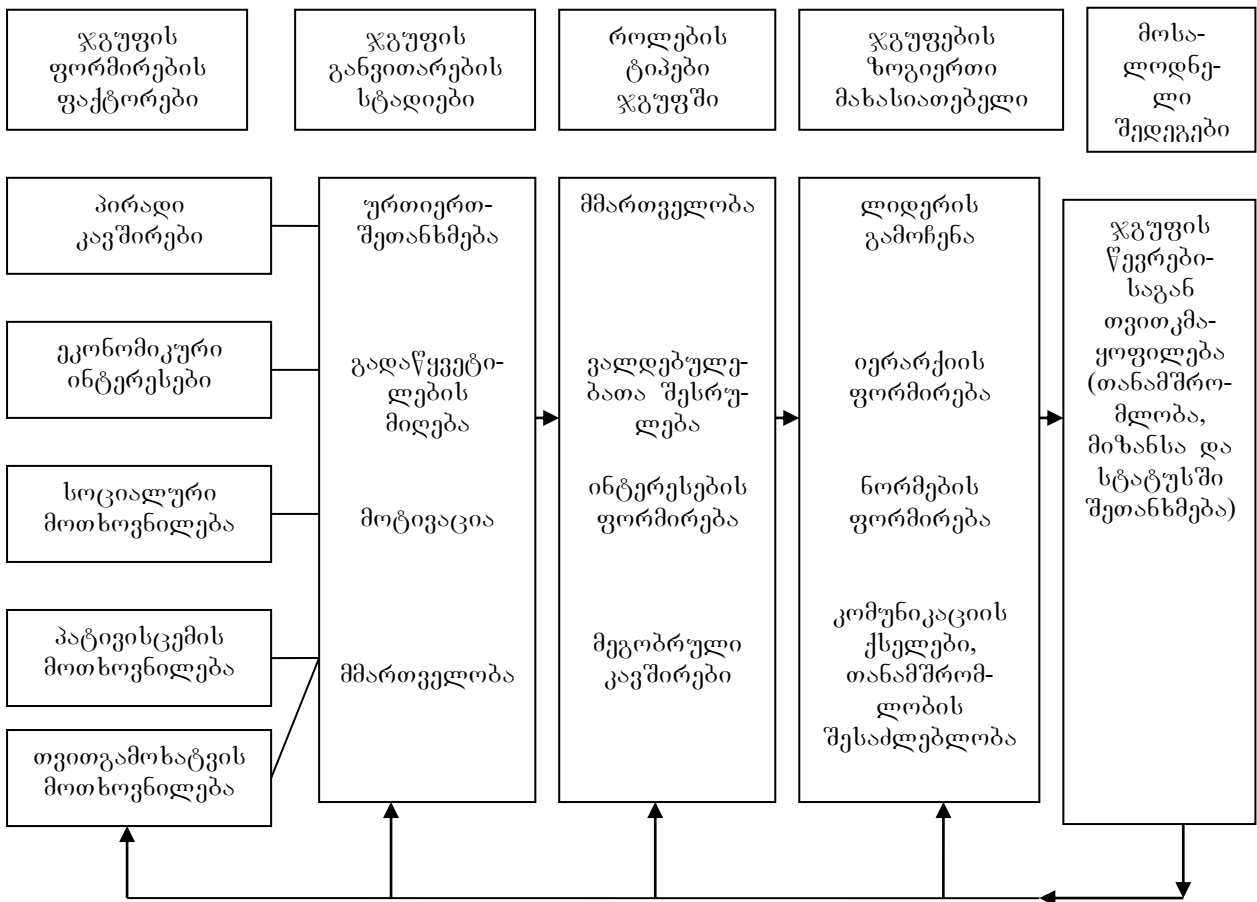 ჯგუფის
ფორმირების
ფაქტორები
ჯგუფის
განვითარების
სტადიები
როლების
ტიპები
ჯგუფში
ჯგუფების
ზოგიერთი
მახასიათებელი
მოსა-
ლოდნე-
ლი
შედეგები
პირადი
კავშირები
ეკონომიკური
ინტერესები
სოციალური
მოთხოვნილება
პატივისცემის
მოთხოვნილება
თვითგამოხატვის
მოთხოვნილება
ურთიერთ-
შეთანხმება
გადაწყვეტი-
ლების
მიღება
მოტივაცია
მმართველობა
მმართველობა
ვალდებულე-
ბათა შესრუ-
ლება
ინტერესების
ფორმირება
მეგობრული
კავშირები
ლიდერის
გამოჩენა
იერარქიის
ფორმირება
ნორმების
ფორმირება
კომუნიკაციის
ქსელები,
თანამშრომ-
ლობის
შესაძლებლობა
ჯგუფის
წევრები-
საგან
თვითკმა-
ყოფილება
(თანამშრო-
მლობა,
მიზანსა და
სტატუსში
შეთანხმება)